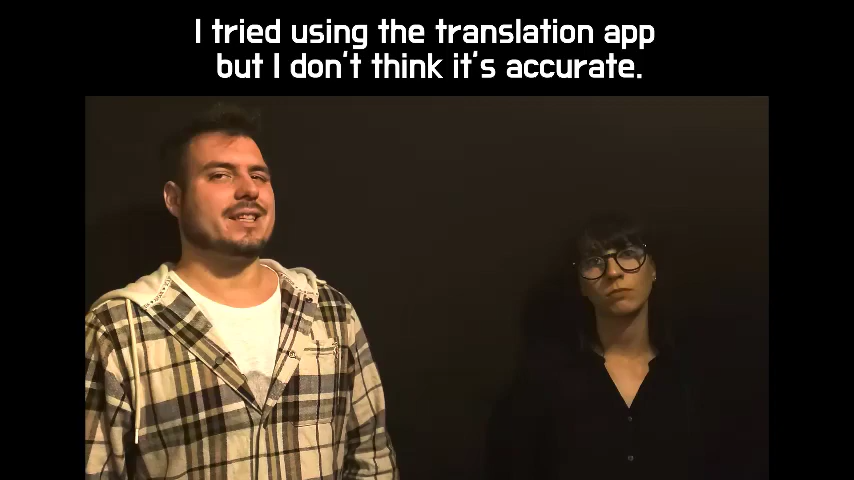 I tried using the translation app
but I don't think it's accurate.